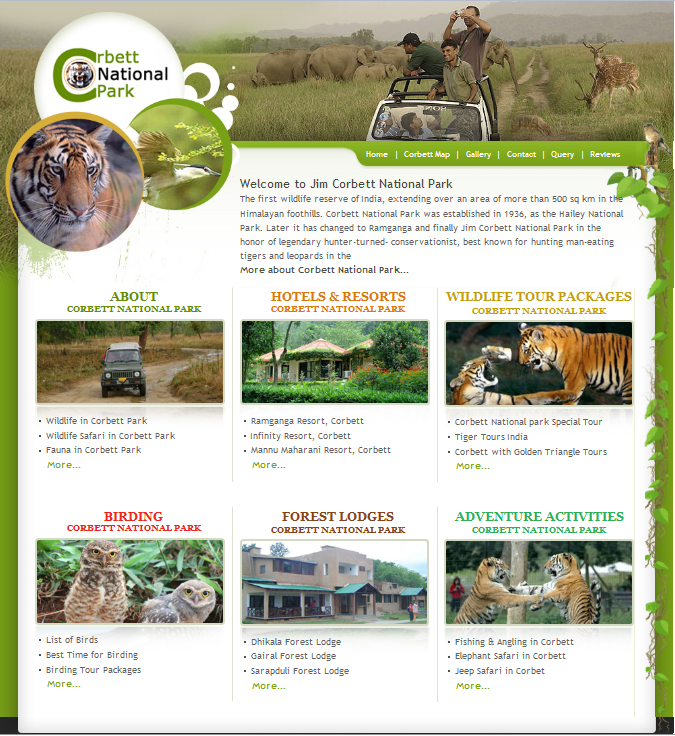 Corbett
National
Park
Home | Corbett Map | Gallery | Contact | Query | Reviews
Welcome to Jim Corbett National Park
The first wildlife reserve of India, extending over an area of more than 500 sq km in the
Himalayan foothills. Corbett National Park was established in 1936, as the Hailey National
Park. Later it has changed to Ramganga and finally Jim Corbett National Park in the
honor of legendary hunter-turned- conservationist, best known for hunting man-eating
tigers and leopards in the
More about Corbett National Park...
ABOUT
CORBETT NATIONAL PARK
• Wildlife in Corbett Park
• Wildlife Safari in Corbett Park
• Fauna in Corbett Park
More...
HOTELS & RESORTS
CORBETT NATIONAL PARK
• Ramganga Resort, Corbett
• Infinity Resort, Corbett
• Mannu Maharani Resort, Corbett
More...
WILDLIFE TOUR PACKAGES
CORBETT NATIONAL PARK
• Corbett National park Special Tour
• Tiger Tours India
• Corbett with Golden Triangle Tours
More...
BIRDING
CORBETT NATIONAL PARK
• List of Birds
• Best Time for Birding
• Birding Tour Packages
More...
FOREST LODGES
CORBETT NATIONAL PARK
• Dhikala Forest Lodge
• Gairal Forest Lodge
• Sarapduli Forest Lodge
More...
ADVENTURE ACTIVITIES
CORBETT NATIONAL PARK
• Fishing & Angling in Corbett
• Elephant Safari in Corbett
• Jeep Safari in Corbet
More...